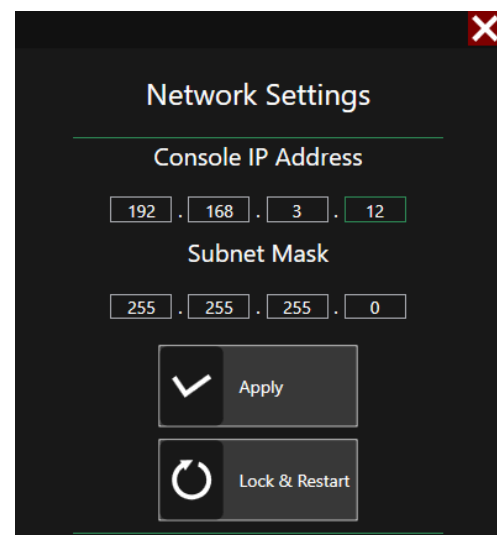 Network Settings
Console IP Address
192 . 168 . 3 . 12
Subnet Mask
255 . 255 . 255 . 0
Apply
Lock & Restart